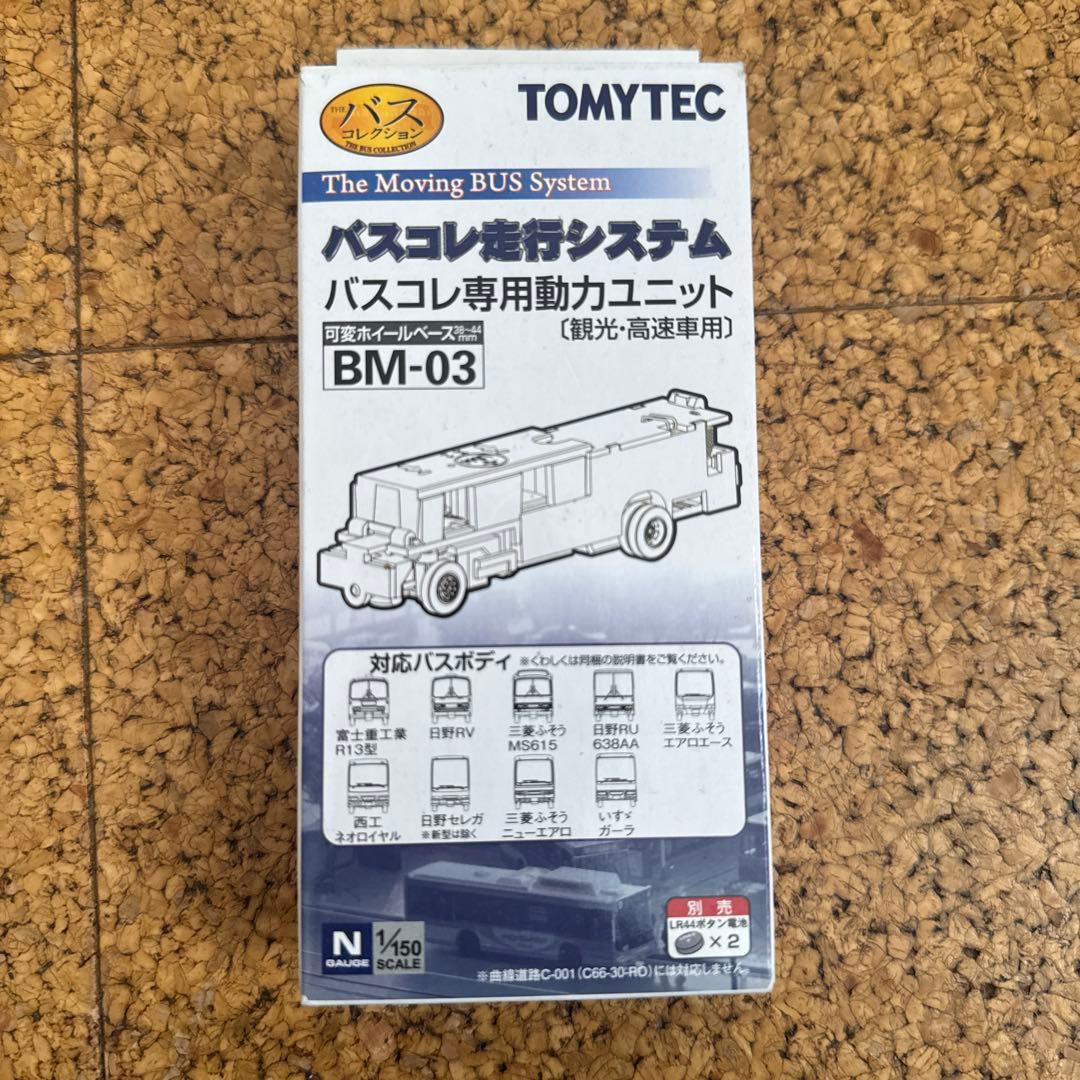 THE
バス
コレクション
THE BUS COLLECTION
TOMYTEC
The Moving BUS System
バスコレ走行システム
バスコレ専用動力ユニット
〔観光・高速車用〕
可変ホイールベース38~44mm
BM-03
対応バスボディ ※くわしくは同梱の説明書をご覧ください。
富士重工業
R13型
日野RV
三菱ふそう
MS615
日野RU
638AA
三菱ふそう
エアロエース
西工
ネオロイヤル
日野セレガ
※新型は除く
三菱ふそう
ニューエアロ
いすゞ
ガーラ
別売
LR44ボタン電池
×2
N
GAUGE
1/150
SCALE
※曲線道路C-001(C66-30-RO)には対応しません。